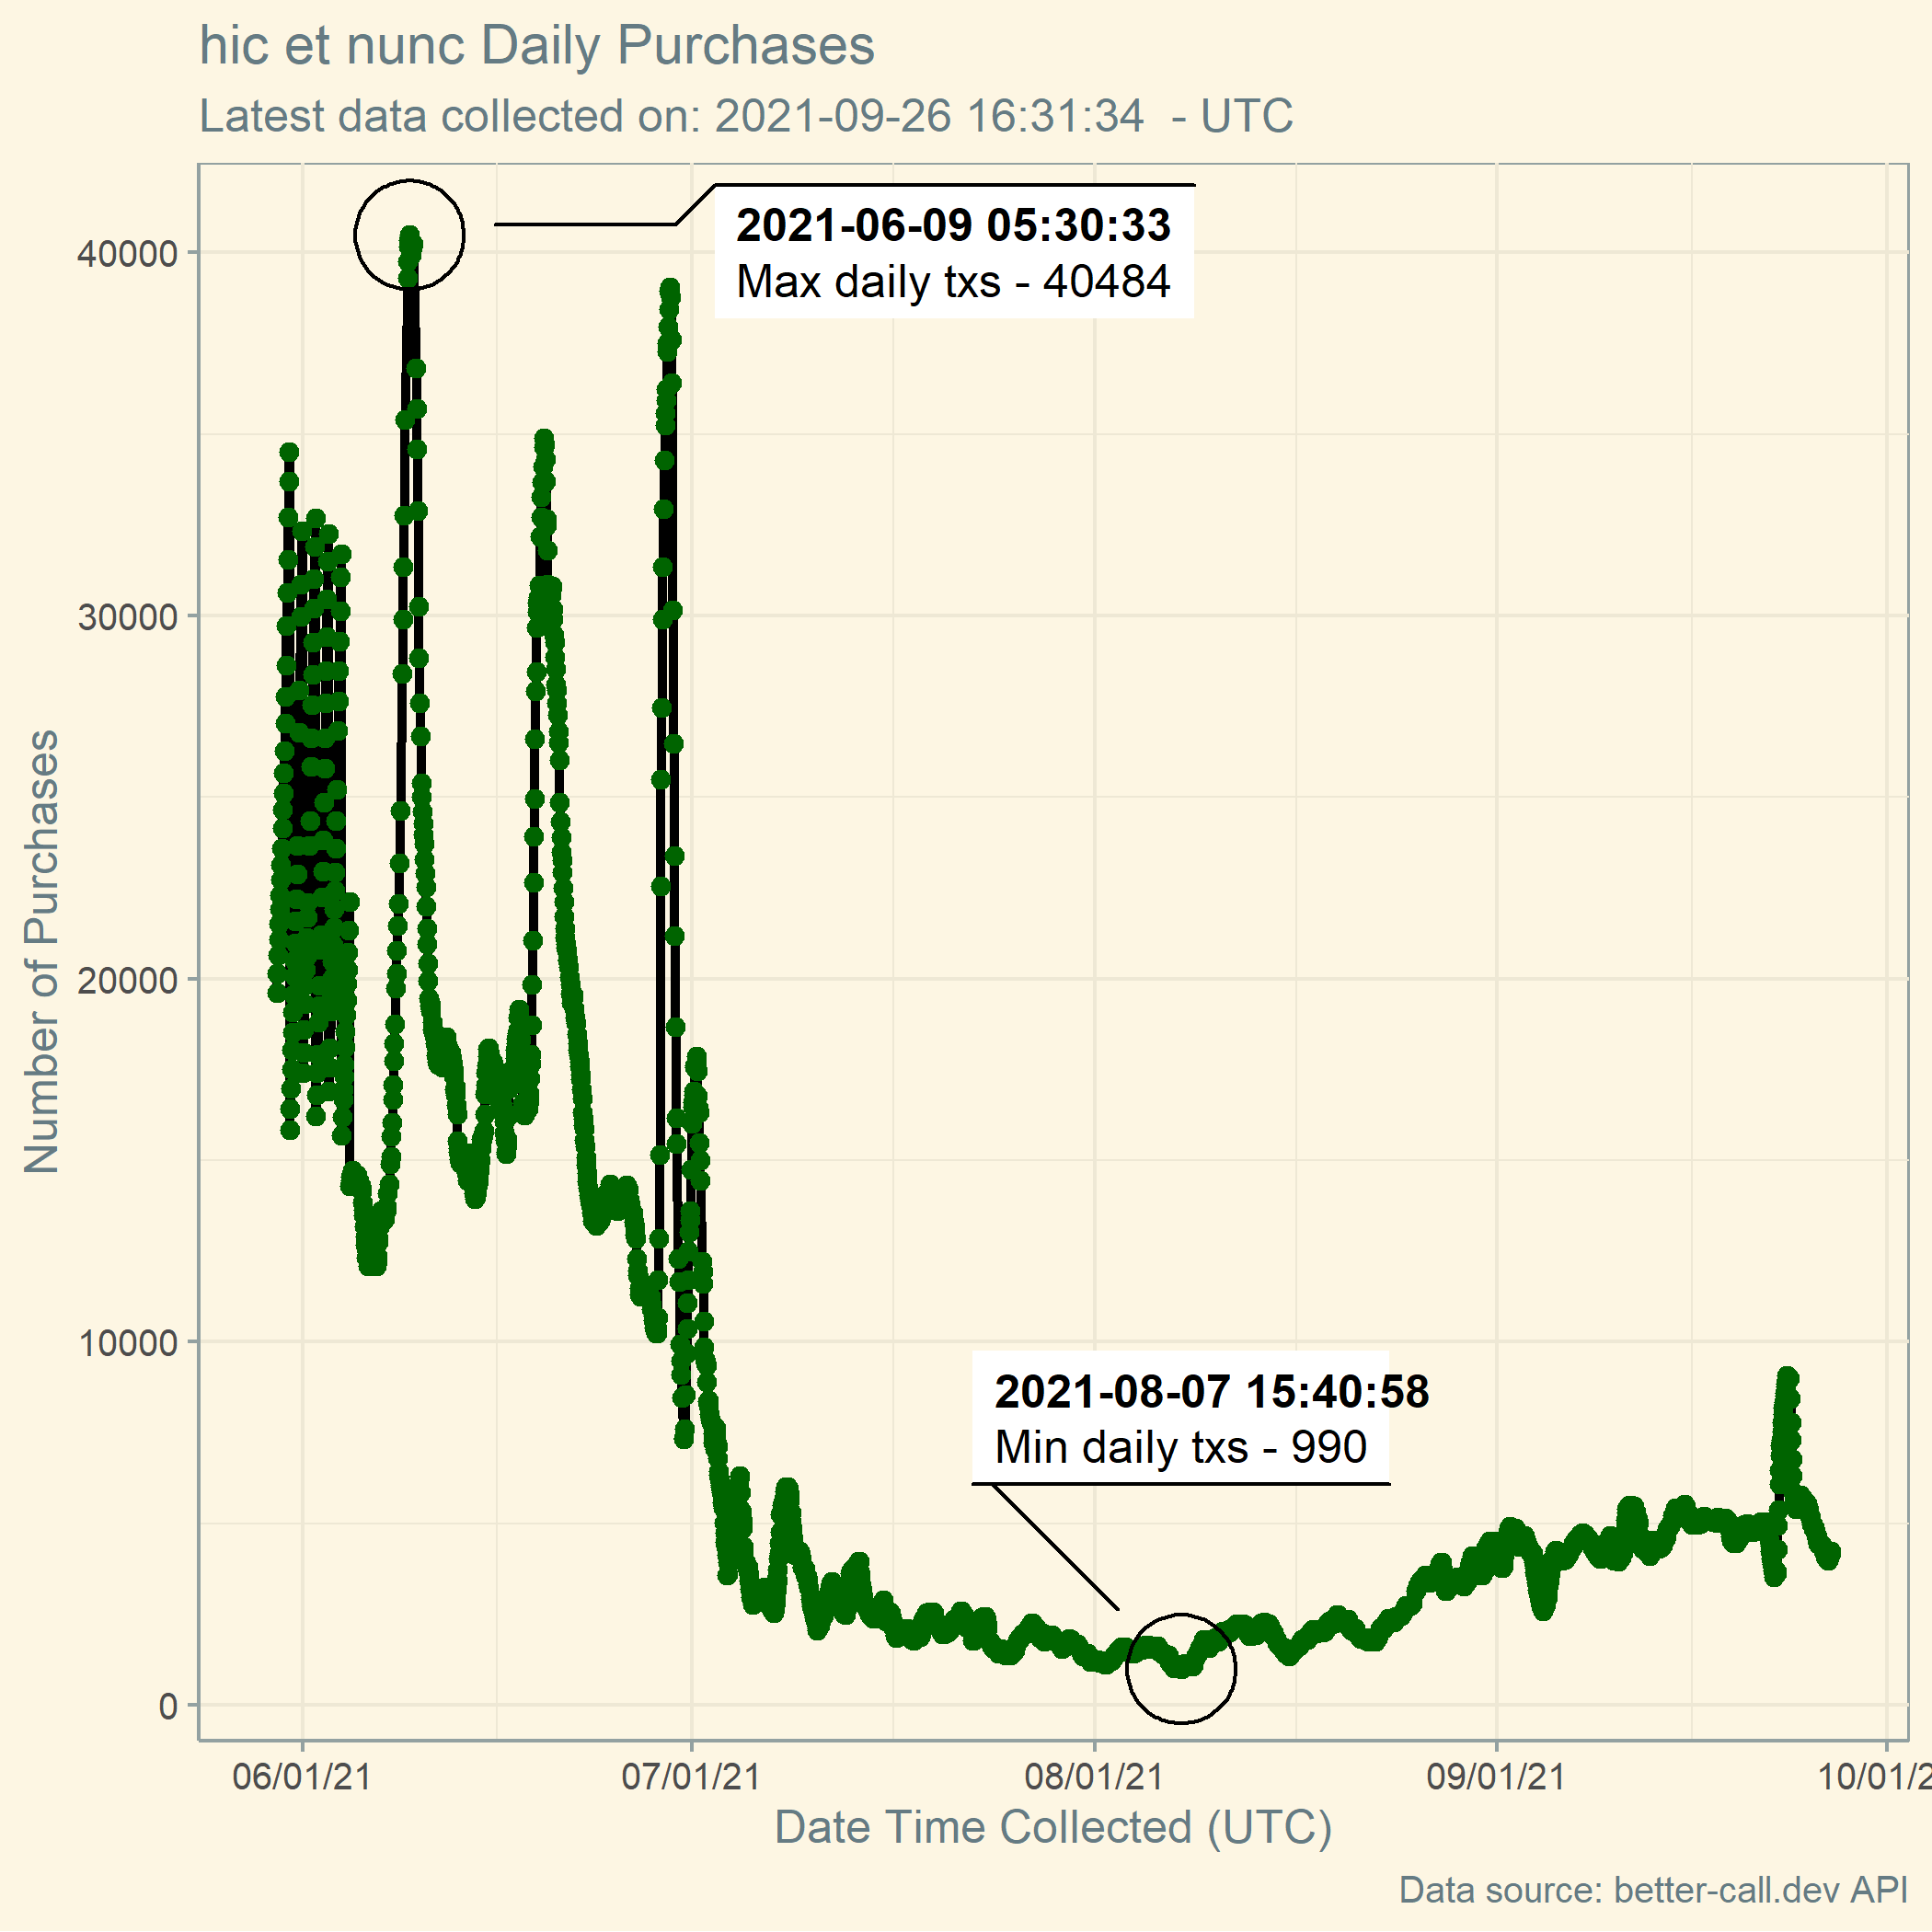 hic et nunc Daily Purchases
Latest data collected on: 2021-09-26 16:31:34 - UTC
2021-06-09 05:30:33
Max daily txs - 40484
40000
30000
20000
10000
0
Number of Purchases
2021-08-07 15:40:58
Min daily txs - 990
06/01/21 07/01/21 08/01/21 09/01/21 10/01/2
Date Time Collected (UTC)
Data source: better-call.dev API